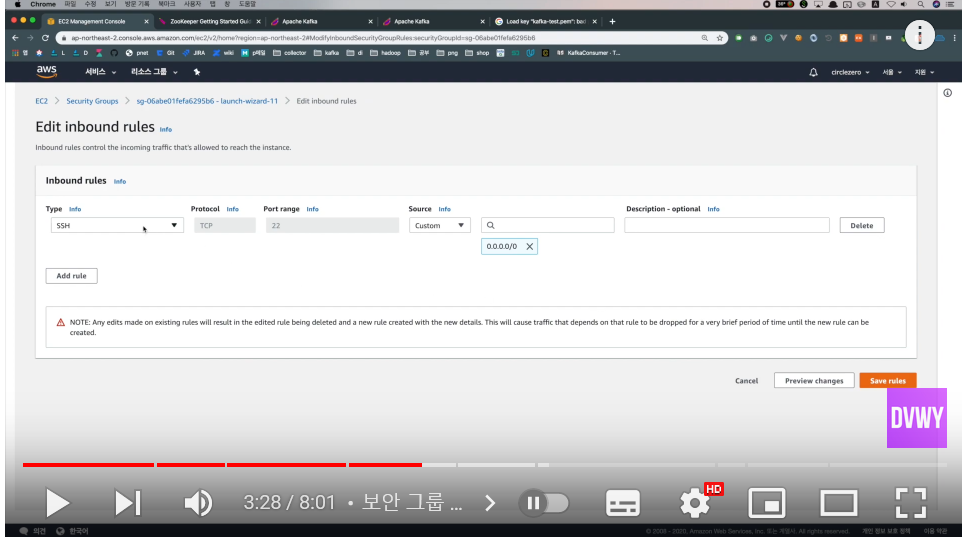 Chrome 파일 수정 보기 방문 기록 북마크 사용자 탭 창 도움말
EC2 Management Console
ZooKeeper Getting Started Guid
Apache Kafka
Apache Kafka
Load key "kafka-test.pem": bad
ap-northeast-2.console.aws.amazon.com/ec2/v2/home?region=ap-northeast-2#ModifyInboundSecurityGroupRules:securityGroupId=sg-06abe01fefa6295b6
앱 L D pnet Git JIRA wiki p메일 collector kafka di hadoop 공부 png shop KafkaConsumer - T...
aws 서비스 리소스 그룹 circlezero 서울 지원
EC2 > Security Groups > sg-06abe01fefa6295b6 - launch-wizard-11 > Edit inbound rules
Edit inbound rules Info
Inbound rules control the incoming traffic that's allowed to reach the instance.
Inbound rules Info
Type Info Protocol Info Port range Info Source Info Description - optional Info
SSH TCP 22 Custom Delete
0.0.0.0/0
Add rule
NOTE: Any edits made on existing rules will result in the edited rule being deleted and a new rule created with the new details. This will cause traffic that depends on that rule to be dropped for a very brief period of time until the new rule can be
created.
Cancel Preview changes Save rules
DVWY
3:28 / 8:01 • 보안 그룹 ...
HD
의견 한국어 © 2008 - 2020, Amazon Web Services, Inc. 또는 계열사. All rights reserved. 개인 정보 보호 정책 이용 약관